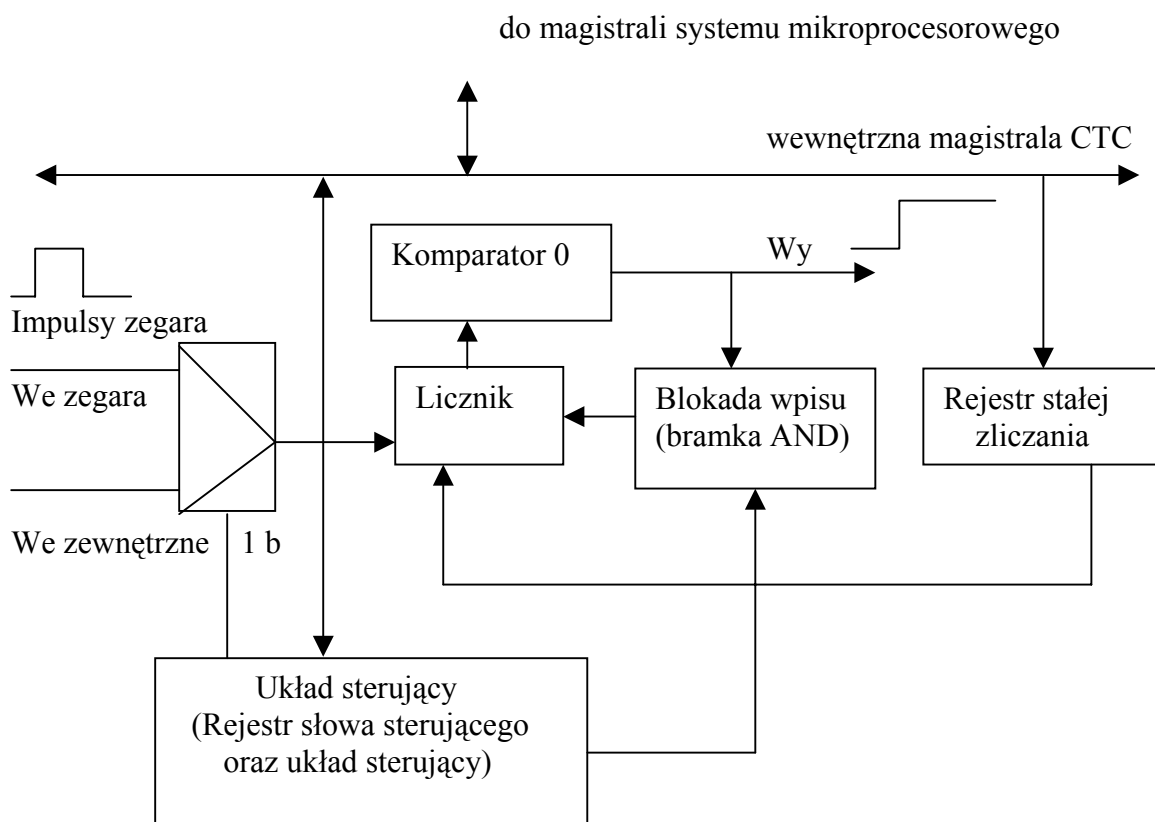 do magistrali systemu mikroprocesorowego
wewnętrzna magistrala CTC
Komparator 0
Wy
Impulsy zegara
We zegara
Licznik
Blokada wpisu
(bramka AND)
Rejestr stałej
zliczania
We zewnętrzne
1 b
Układ sterujący
(Rejestr słowa sterującego
oraz układ sterujący)